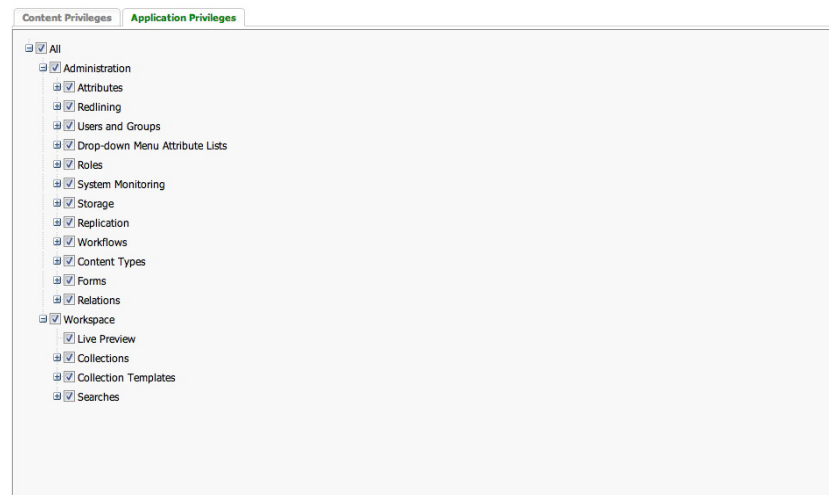 Content Privileges Application Privileges
All
Administration
Attributes
Redlining
Users and Groups
Drop-down Menu Attribute Lists
Roles
System Monitoring
Storage
Replication
Workflows
Content Types
Forms
Relations
Workspace
Live Preview
Collections
Collection Templates
Searches